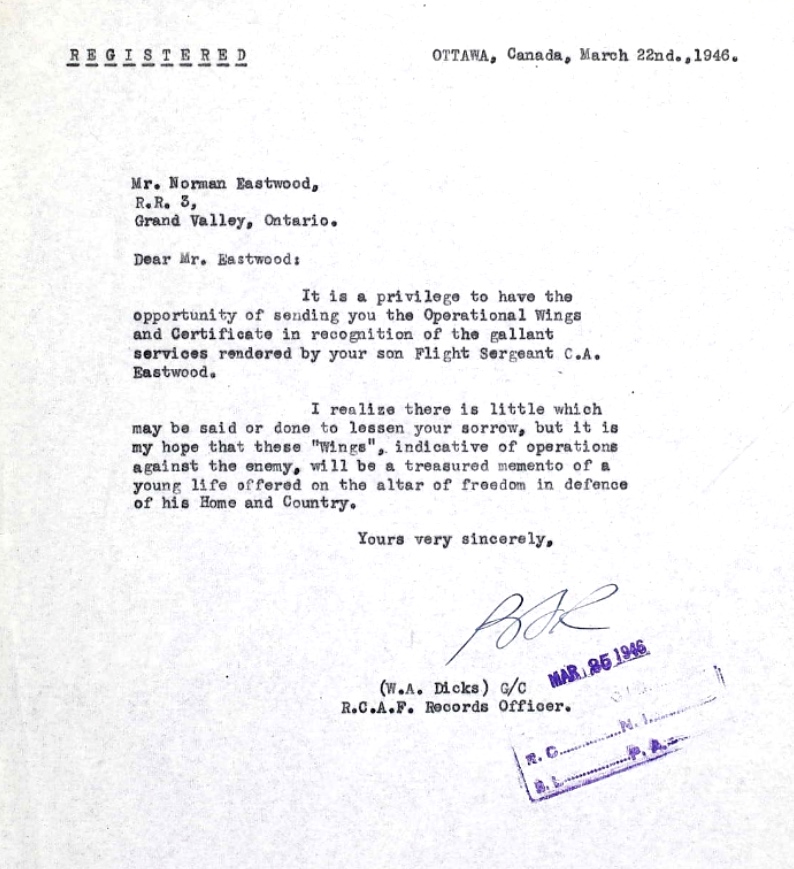 REGISTERED
OTTAWA, Canada, March 22nd.,1946.
Mr. Norman Eastwood,
R.R. 3,
Grand Valley, Ontario.
Dear Mr. Eastwood:
It is a privilege to have the
opportunity of sending you the Operational Wings
and Certificate in recognition of the gallant
services rendered by your son Flight Sergeant C.A.
Eastwood.
I realize there is little which
may be said or done to lessen your sorrow, but it is
my hope that these "Wings", indicative of operations
against the enemy, will be a treasured memento of a
young life offered on the altar of freedom in defence
of his Home and Country.
Yours very sincerely,
MAR 25 1946
(W.A. Dicks) G/C
R.C.A.F. Records Officer.
R. C. N. I.
P. A.